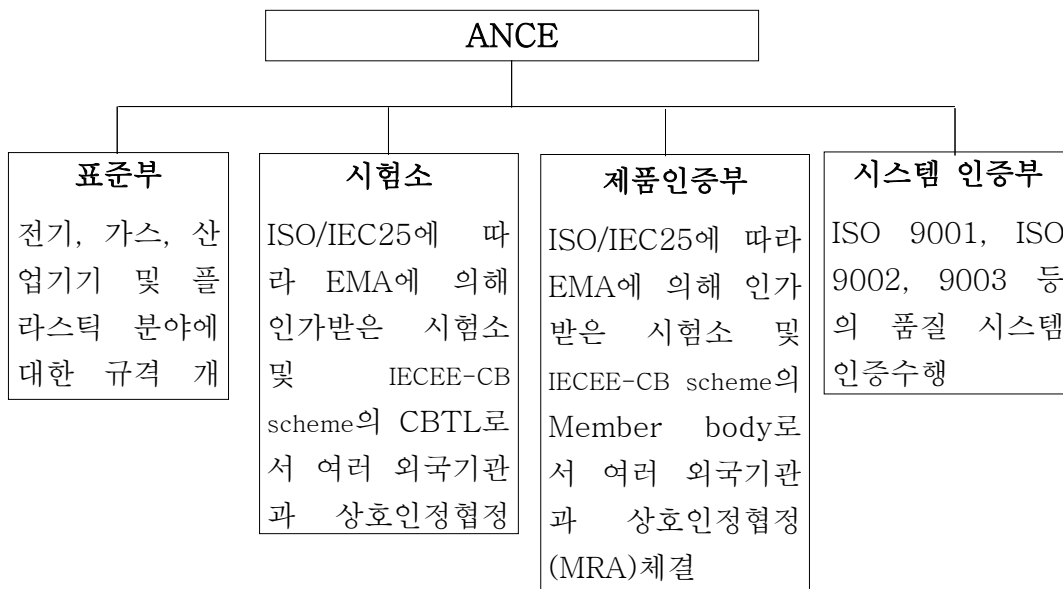 ANCE
표준부
전기, 가스, 산
업기기 및 플
라스틱 분야에
대한 규격 개
시험소
ISO/IEC25에 따
라 EMA에 의해
인가받은 시험소
및 IECEE-CB
scheme의 CBTL로
서 여러 외국기관
과 상호인정협정
제품인증부
ISO/IEC25에 따라
EMA에 의해 인가
받은 시험소 및
IECEE-CB scheme의
Member body로
서 여러 외국기관
과 상호인정협정
(MRA)체결
시스템 인증부
ISO 9001, ISO
9002, 9003 등
의 품질 시스템
인증수행